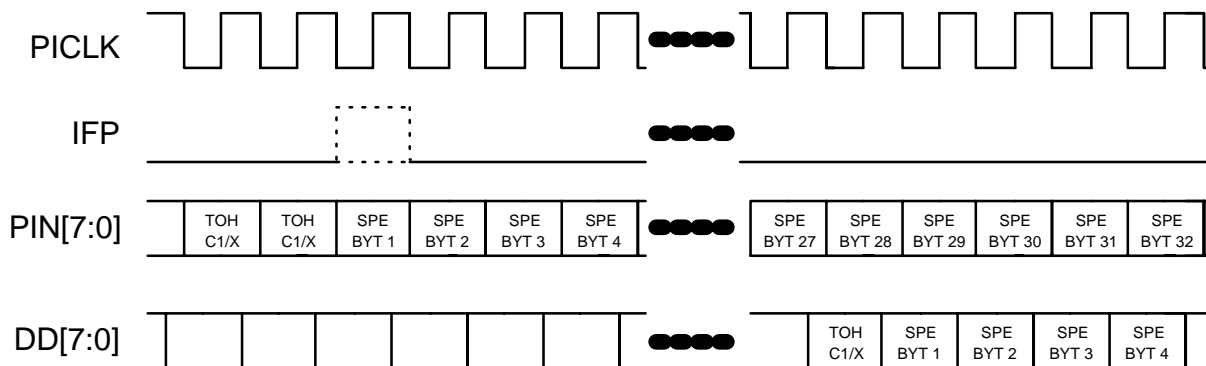 PICLK
IFP
PIN[7:0]
TOH TOH SPE SPE SPE SPE SPE SPE SPE SPE SPE SPE
C1/X C1/X BYT 1 BYT 2 BYT 3 BYT 4 BYT 27 BYT 28 BYT 29 BYT 30 BYT 31 BYT 32
DD[7:0]
TOH SPE SPE SPE SPE
C1/X BYT 1 BYT 2 BYT 3 BYT 4